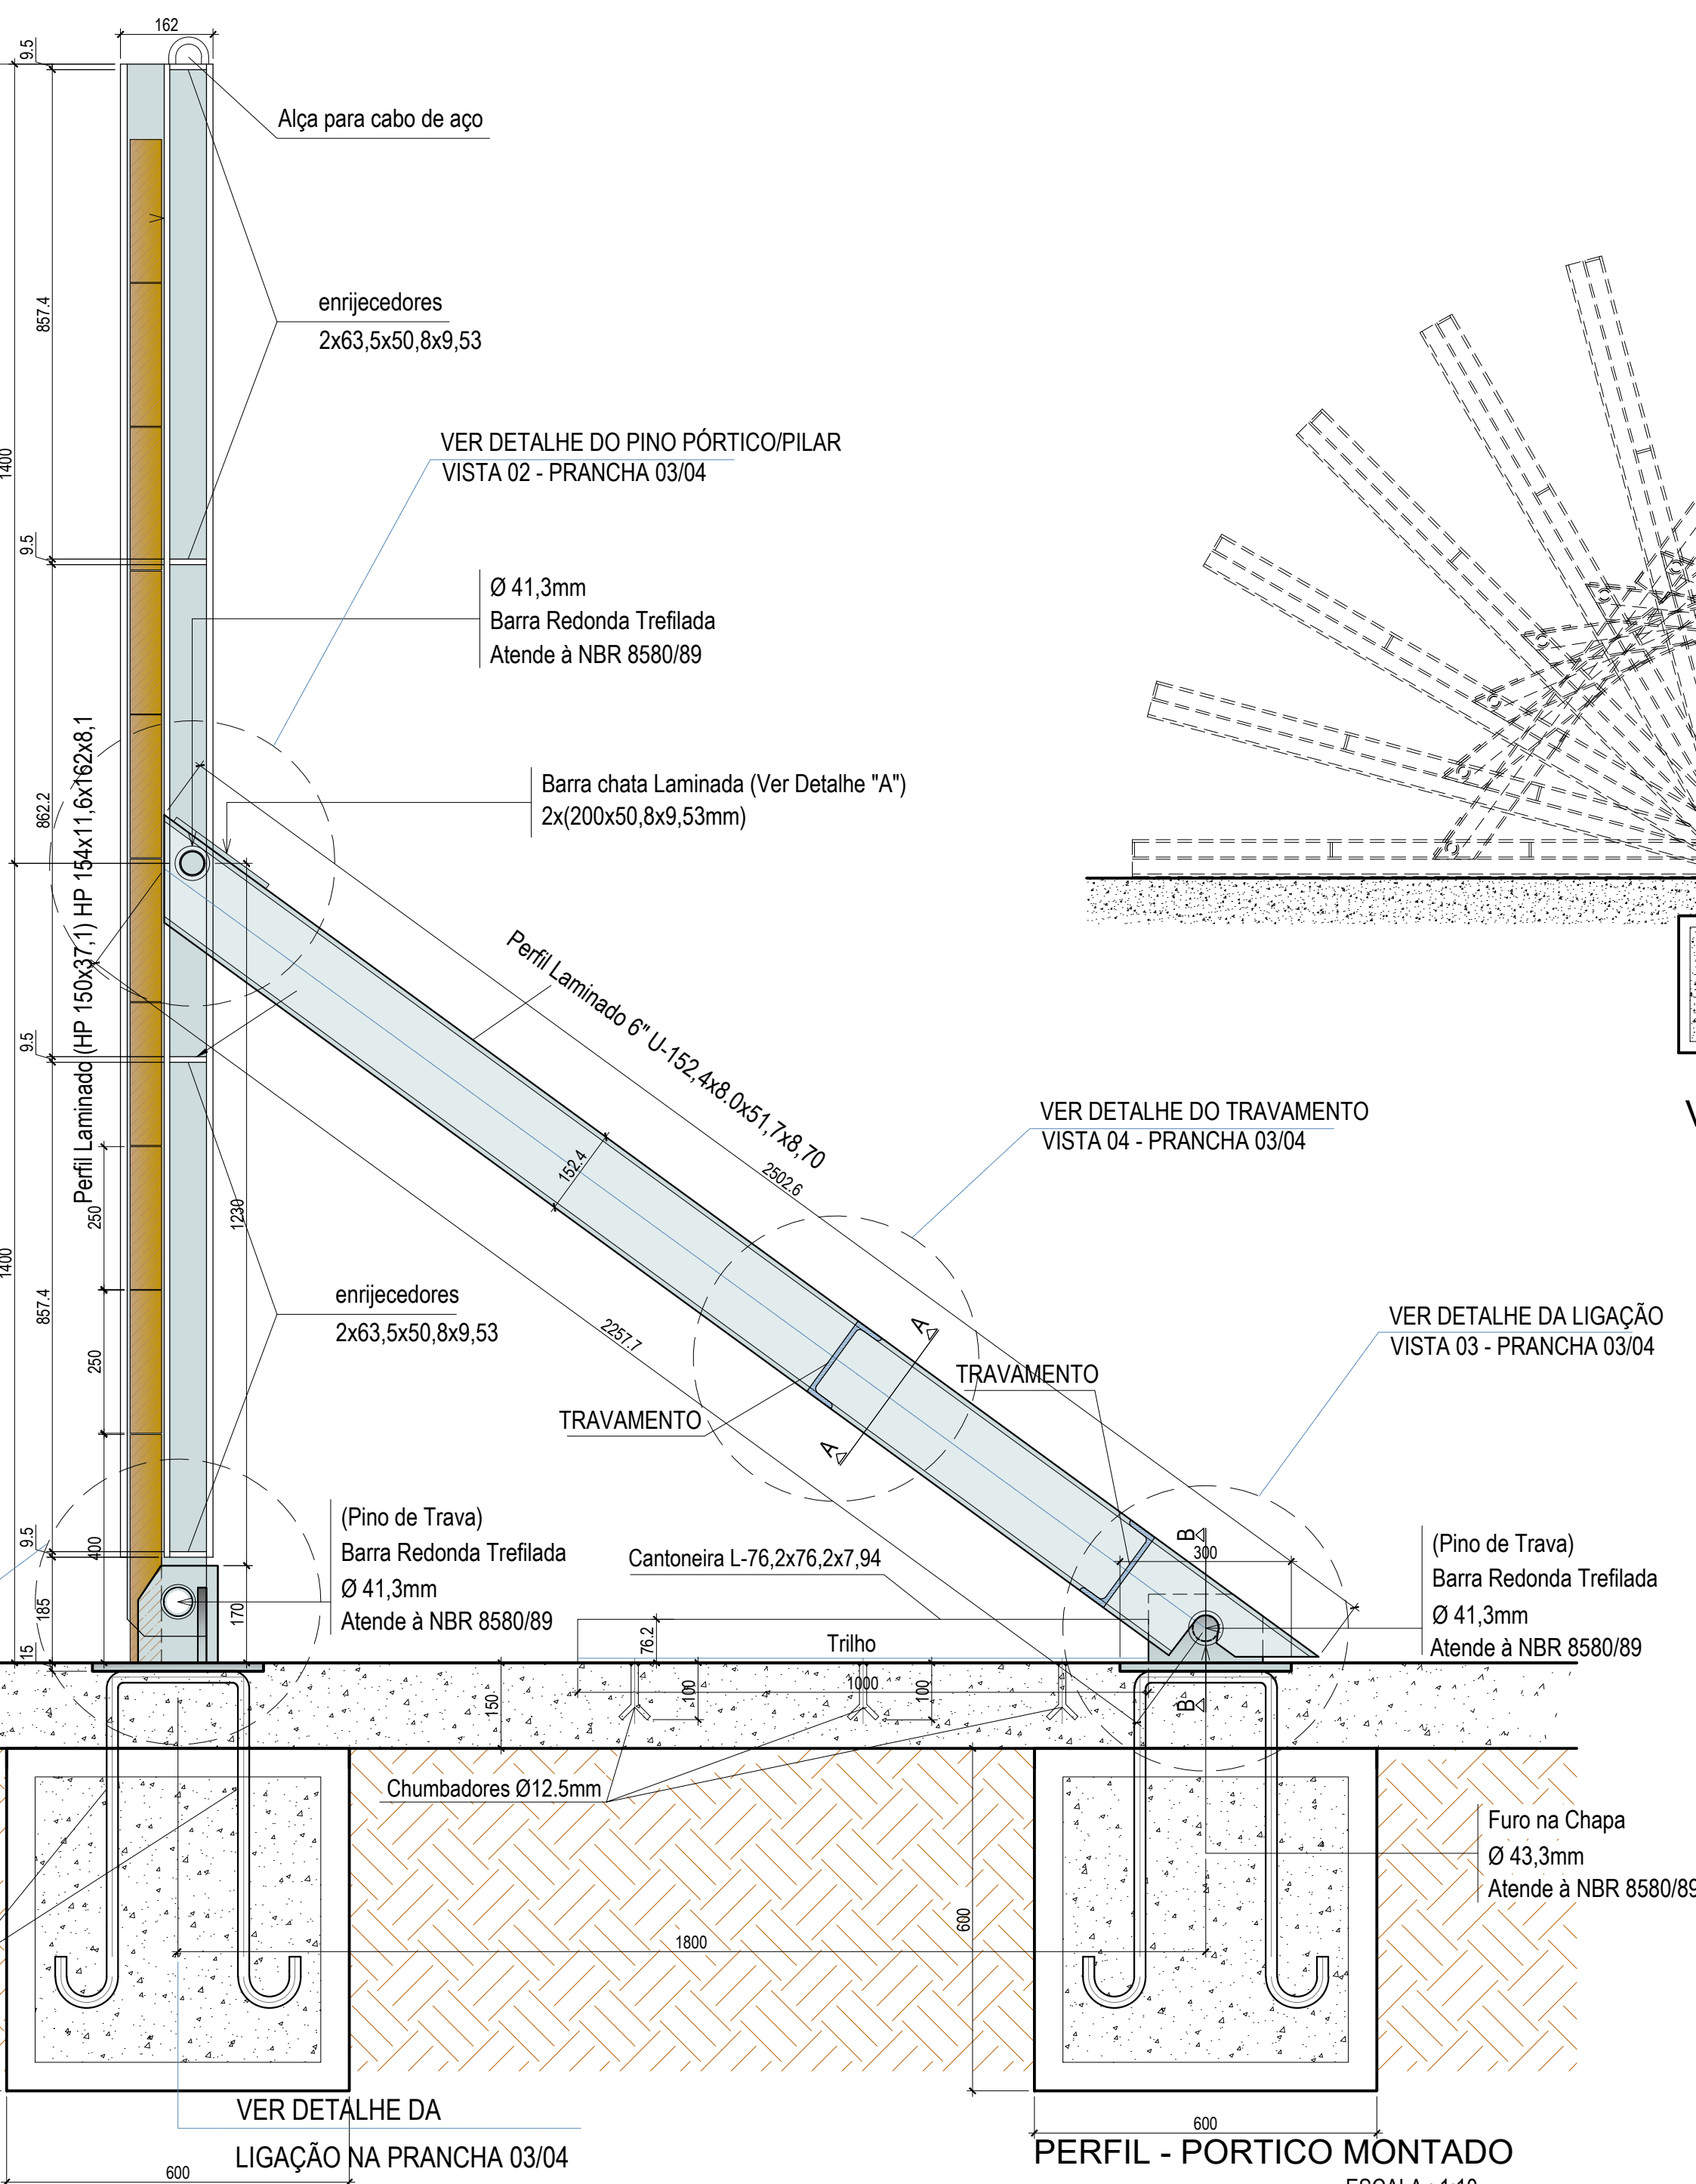 162
9.5
Alça para cabo de aço
857.4
enrijecedores
2x63,5x50,8x9,53
1400
VER DETALHE DO PINO PÓRTICO/PILAR
VISTA 02 - PRANCHA 03/04
9.5
Ø 41,3mm
Barra Redonda Trefilada
Atende à NBR 8580/89
862.2
Barra chata Laminada (Ver Detalhe "A")
2x(200x50,8x9,53mm)
Perfil Laminado (HP 150x37,1) HP 154x11,6x162x8,1
Perfil Laminado 6" U-152,4x8.0x51,7x8,70
9.5
2502.6
152.4
VER DETALHE DO TRAVAMENTO
VISTA 04 - PRANCHA 03/04
V
250
1230
1400
857.4
enrijecedores
2x63,5x50,8x9,53
250
2257.7
A
A
TRAVAMENTO
TRAVAMENTO
VER DETALHE DA LIGAÇÃO
VISTA 03 - PRANCHA 03/04
(Pino de Trava)
Barra Redonda Trefilada
Ø 41,3mm
Atende à NBR 8580/89
9.5
400
185
170
15
Cantoneira L-76,2x76,2x7,94
76.2
Trilho
B
300
B
(Pino de Trava)
Barra Redonda Trefilada
Ø 41,3mm
Atende à NBR 8580/89
150
100
1000
100
Chumbadores Ø12.5mm
Furo na Chapa
Ø 43,3mm
Atende à NBR 8580/89
600
1800
VER DETALHE DA
LIGAÇÃO NA PRANCHA 03/04
600
600
PERFIL - PORTICO MONTADO
ESCALA : 1:10